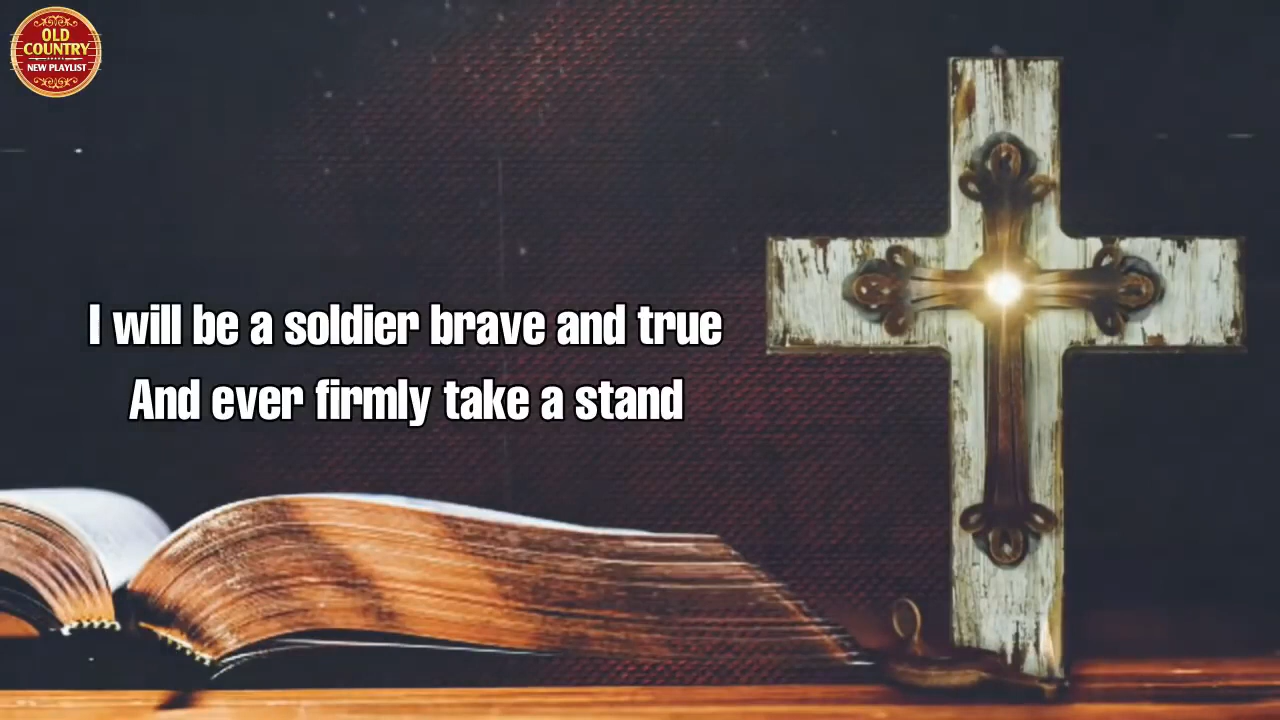 OLD
COUNTRY
NEW PLAYLIST
I will be a soldier brave and true
And ever firmly take a stand